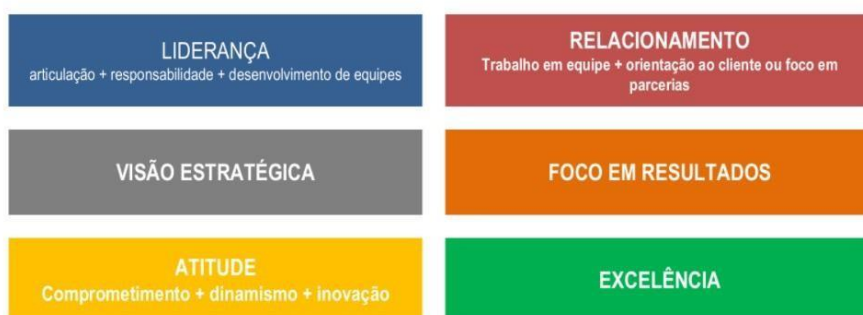 LIDERANÇA
articulação + responsabilidade + desenvolvimento de equipes
RELACIONAMENTO
Trabalho em equipe + orientação ao cliente ou foco em
parcerias
VISÃO ESTRATÉGICA
FOCO EM RESULTADOS
ATITUDE
Comprometimento + dinamismo + inovação
EXCELÊNCIA